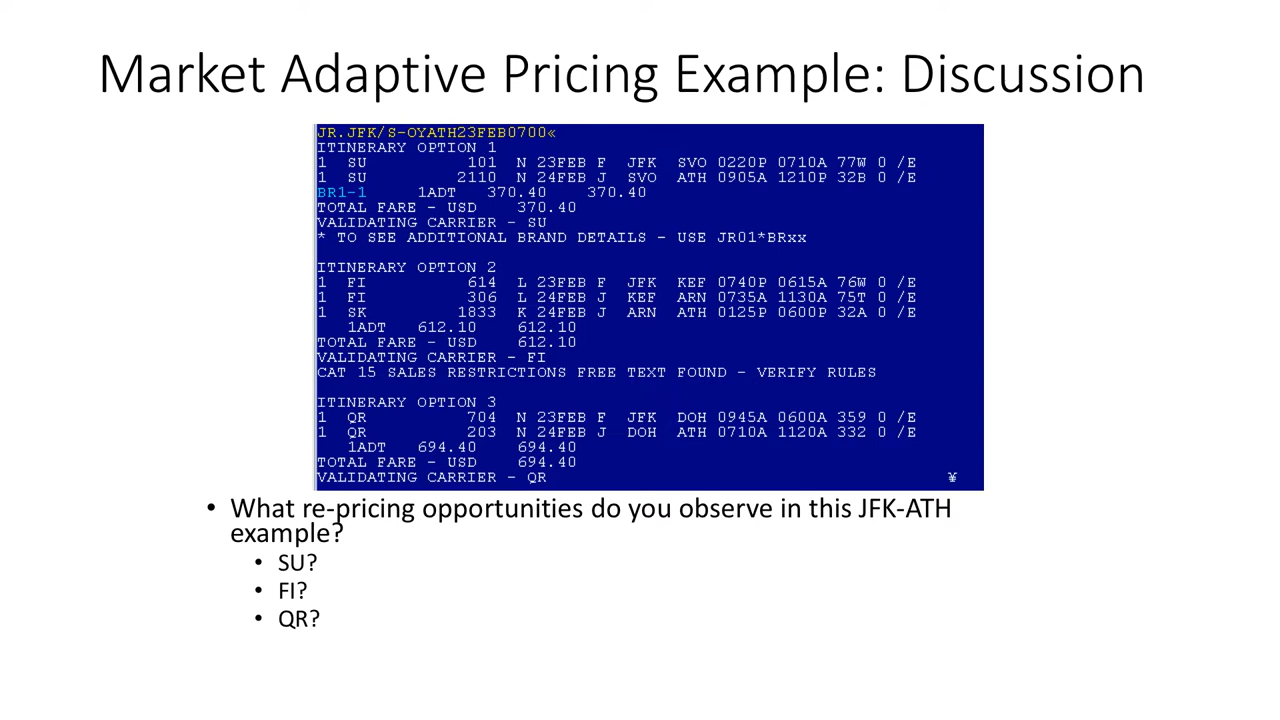 Market Adaptive Pricing Example: Discussion
JR.JFK/S-OYATH23FEB0700«
ITINERARY OPTION 1
1 SU 101 N 23FEB F JFK SVO 0220P 0710A 77W 0 /E
1 SU 2110 N 24FEB J SVO ATH 0905A 1210P 32B 0 /E
BR1-1 1ADT 370.40 370.40
TOTAL FARE - USD 370.40
VALIDATING CARRIER - SU
* TO SEE ADDITIONAL BRAND DETAILS - USE JR01*BRxx
ITINERARY OPTION 2
1 FI 614 L 23FEB F JFK KEF 0740P 0615A 76W 0 /E
1 FI 306 L 24FEB J KEF ARN 0735A 1130A 75T 0 /E
1 SK 1833 K 24FEB J ARN ATH 0125P 0600P 32A 0 /E
1ADT 612.10 612.10
TOTAL FARE - USD 612.10
VALIDATING CARRIER - FI
CAT 15 SALES RESTRICTIONS FREE TEXT FOUND - VERIFY RULES
ITINERARY OPTION 3
1 QR 704 N 23FEB F JFK DOH 0945A 0600A 359 0 /E
1 QR 203 N 24FEB J DOH ATH 0710A 1120A 332 0 /E
1ADT 694.40 694.40
TOTAL FARE - USD 694.40
VALIDATING CARRIER - QR ¥
• What re-pricing opportunities do you observe in this JFK-ATH
example?
• SU?
• FI?
• QR?